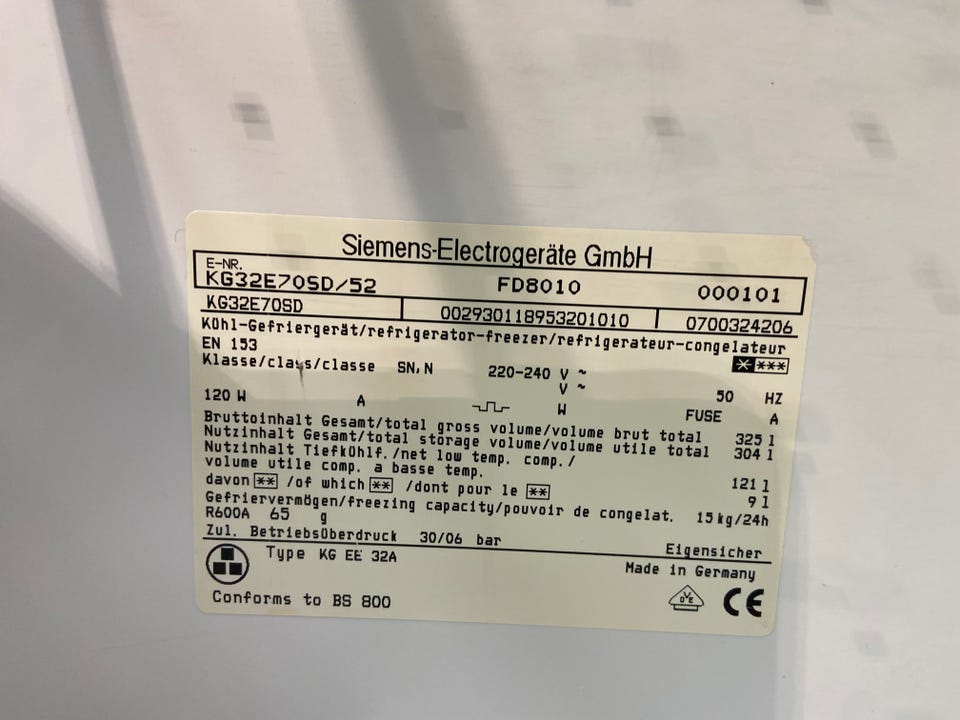 Siemens-Electrogeräte GmbH
E-NR.
KG32E70SD/52 FD8010 000101
KG32E70SD 002930118953201010 0700324206
Kühl-Gefriergerät/refrigerator-freezer/refrigerateur-congelateur
EN 153
Klasse/class/classe SN,N 220-240 V ~ 50 HZ
V ~
120 W A W FUSE A
Bruttoinhalt Gesamt/total gross volume/volume brut total 325 l
Nutzinhalt Gesamt/total storage volume/volume utile total 304 l
Nutzinhalt Tiefkühlf./net low temp. comp./
volume utile comp. a basse temp. 121 l
davon ** /of which ** /dont pour le ** 9 l
Gefriervermögen/freezing capacity/pouvoir de congelat. 15 kg/24h
R600A 65 g
Zul. Betriebsüberdruck 30/06 bar Eigensicher
Type KG EE 32A Made in Germany
Conforms to BS 800 VDE CE